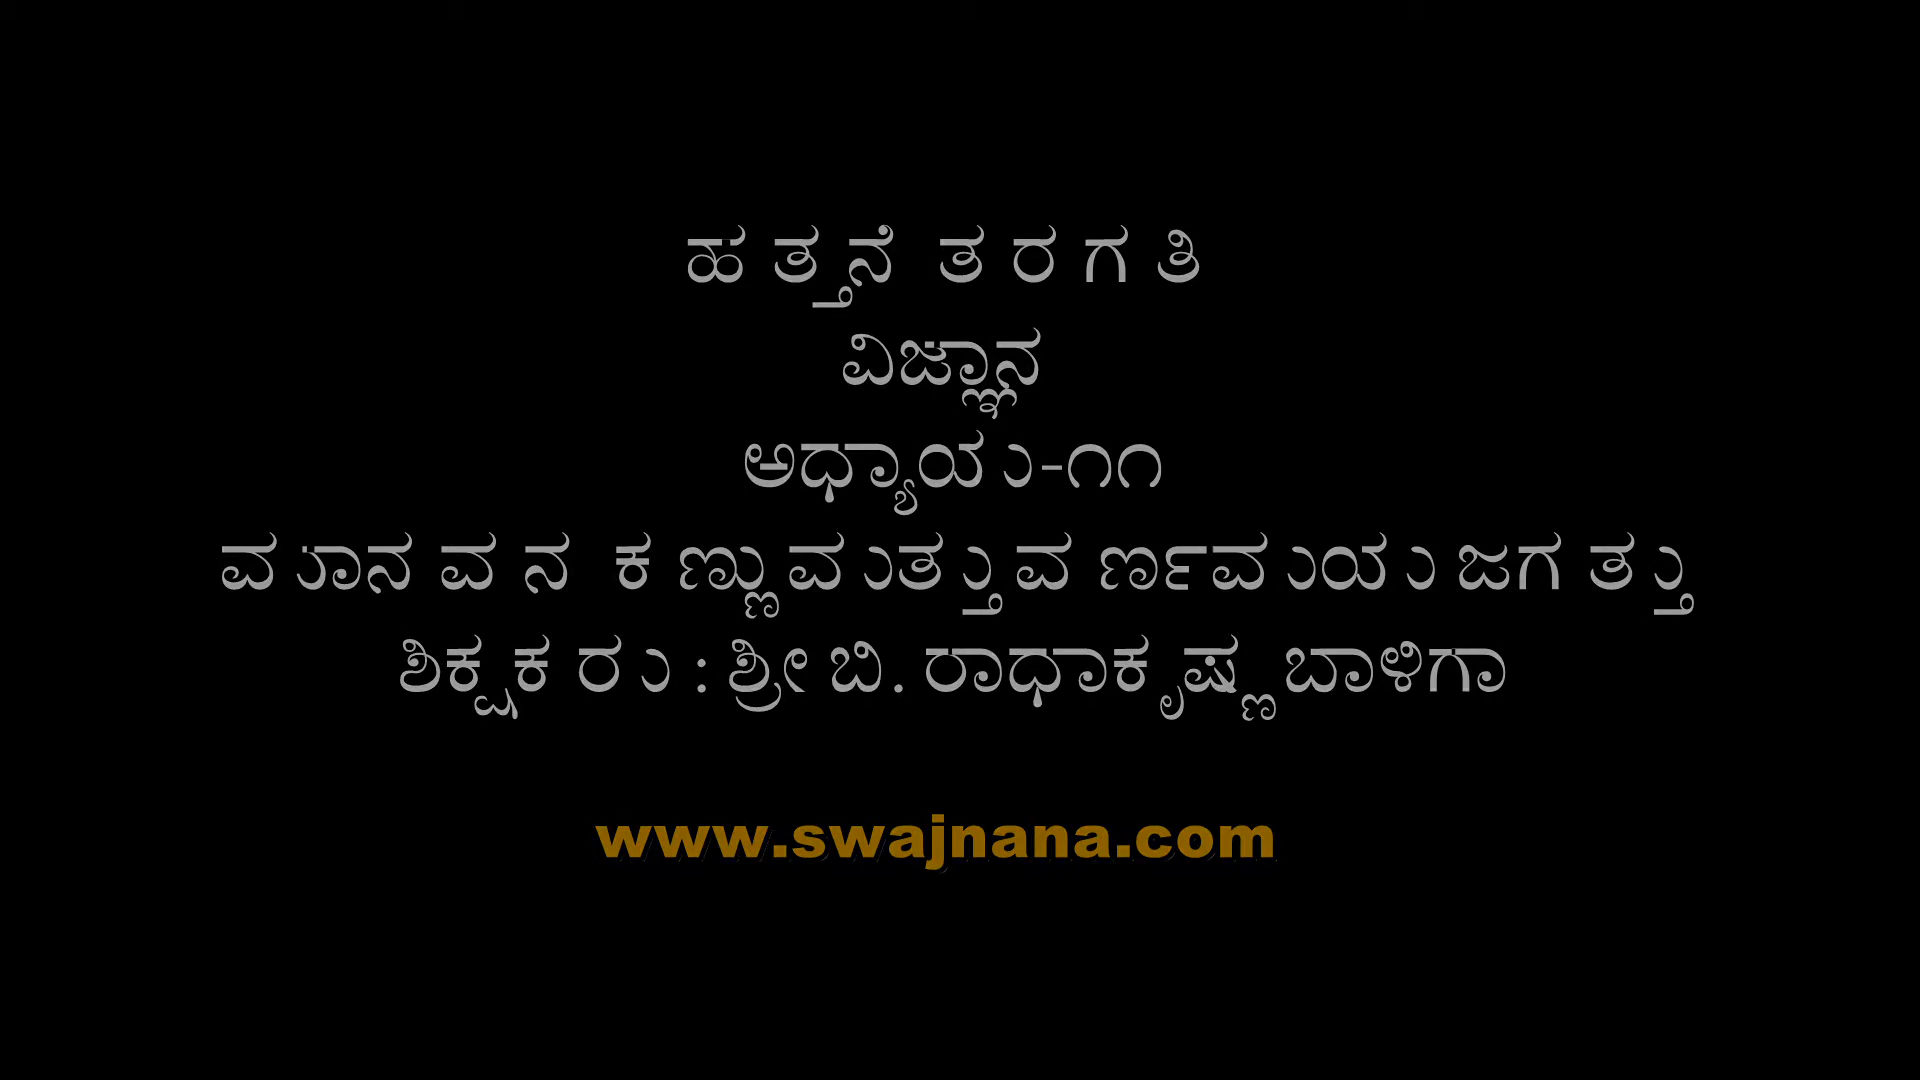 ಹತ್ತನೆ ತರಗತಿ
ವಿಜ್ಞಾನ
ಅಧ್ಯಾಯ-೧೧
ಮಾನವನ ಕಣ್ಣು ಮತ್ತು ವರ್ಣಮಯ ಜಗತ್ತು
ಶಿಕ್ಷಕರು : ಶ್ರೀ ಬಿ. ರಾಧಾಕೃಷ್ಣ ಬಾಳಿಗಾ
www.swajnana.com